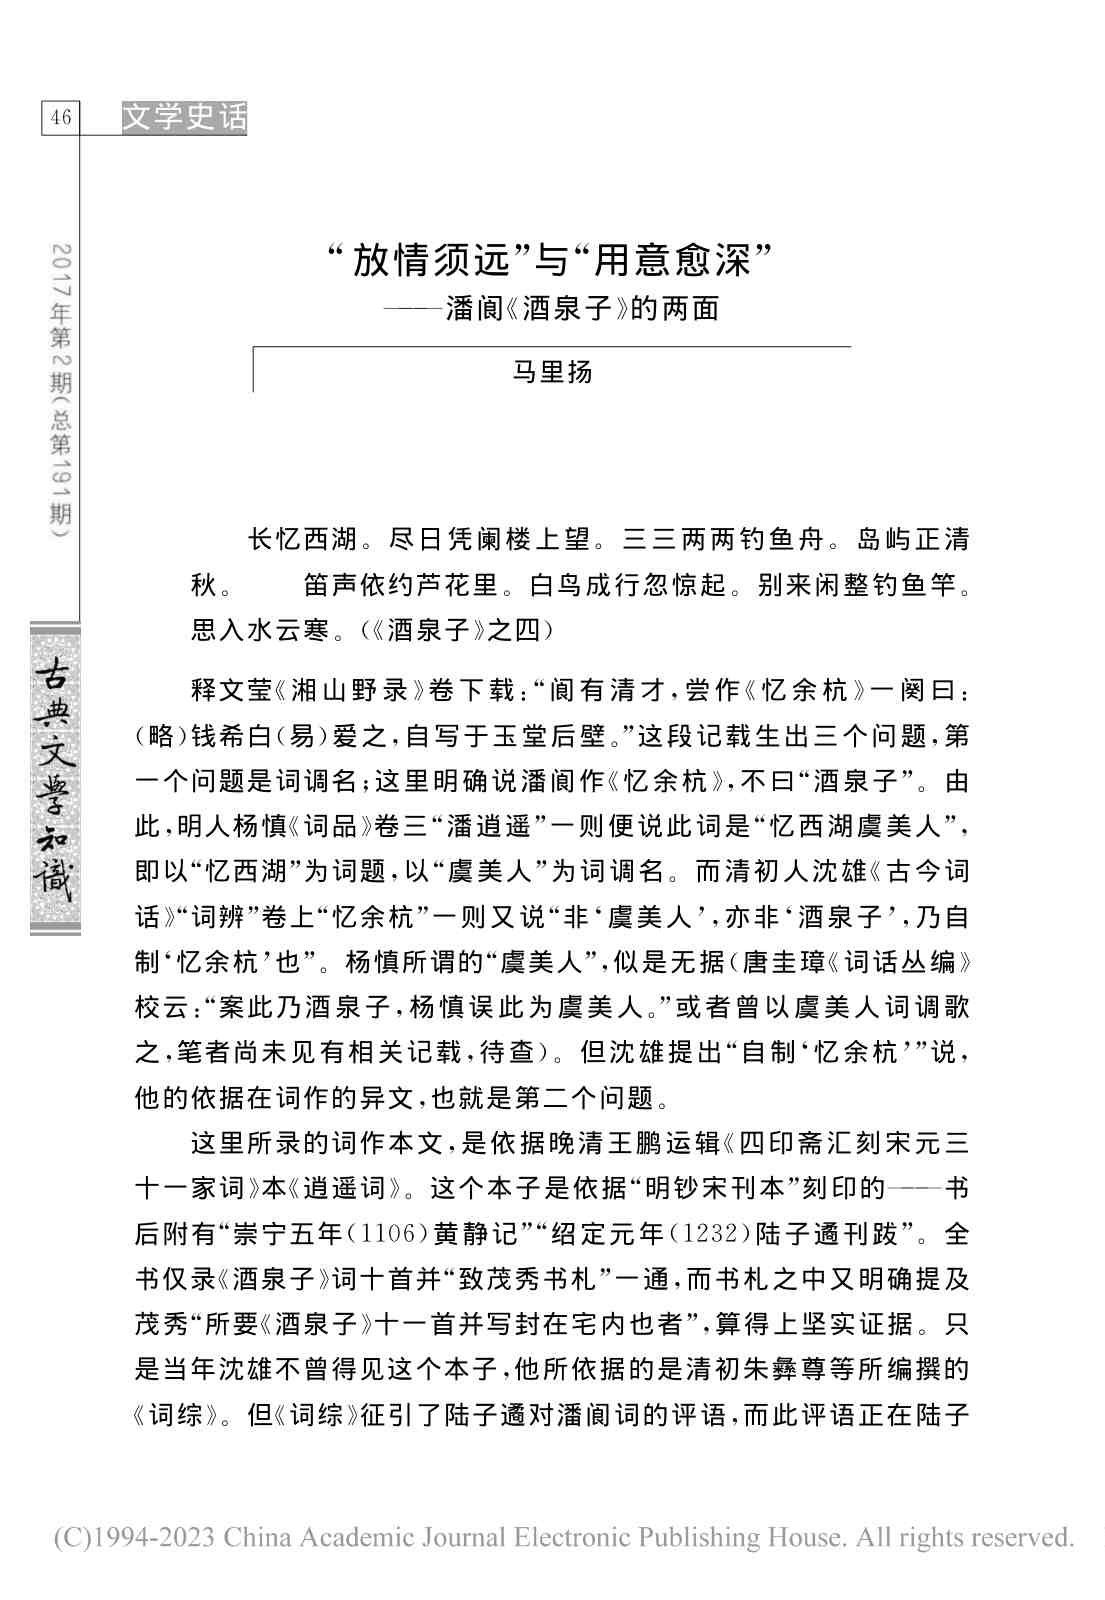 46
文学史话
2017年第2期(总第191期)
古典文学知識
“放情须远”与“用意愈深”
——潘阆《酒泉子》的两面
马里扬
长忆西湖。尽日凭阑楼上望。三三两两钓鱼舟。岛屿正清
秋。　　笛声依约芦花里。白鸟成行忽惊起。别来闲整钓鱼竿。
思入水云寒。(《酒泉子》之四)
释文莹《湘山野录》卷下载:“阆有清才,尝作《忆余杭》一阕曰:
(略)钱希白(易)爱之,自写于玉堂后壁。”这段记载生出三个问题,第
一个问题是词调名;这里明确说潘阆作《忆余杭》,不曰“酒泉子”。由
此,明人杨慎《词品》卷三“潘逍遥”一则便说此词是“忆西湖虞美人”,
即以“忆西湖”为词题,以“虞美人”为词调名。而清初人沈雄《古今词
话》“词辨”卷上“忆余杭”一则又说“非‘虞美人’,亦非‘酒泉子’,乃自
制‘忆余杭’也”。杨慎所谓的“虞美人”,似是无据(唐圭璋《词话丛编》
校云:“案此乃酒泉子,杨慎误此为虞美人。”或者曾以虞美人词调歌
之,笔者尚未见有相关记载,待查)。但沈雄提出“自制‘忆余杭’”说,
他的依据在词作的异文,也就是第二个问题。
这里所录的词作本文,是依据晚清王鹏运辑《四印斋汇刻宋元三
十一家词》本《逍遥词》。这个本子是依据“明钞宋刊本”刻印的——书
后附有“崇宁五年(1106)黄静记”“绍定元年(1232)陆子遹刊跋”。全
书仅录《酒泉子》词十首并“致茂秀书札”一通,而书札之中又明确提及
茂秀“所要《酒泉子》十一首并写封在宅内也者”,算得上坚实证据。只
是当年沈雄不曾得见这个本子,他所依据的是清初朱彝尊等所编撰的
《词综》。但《词综》征引了陆子遹对潘阆词的评语,而此评语正在陆子
(C)1994-2023 China Academic Journal Electronic Publishing House. All rights reserved.